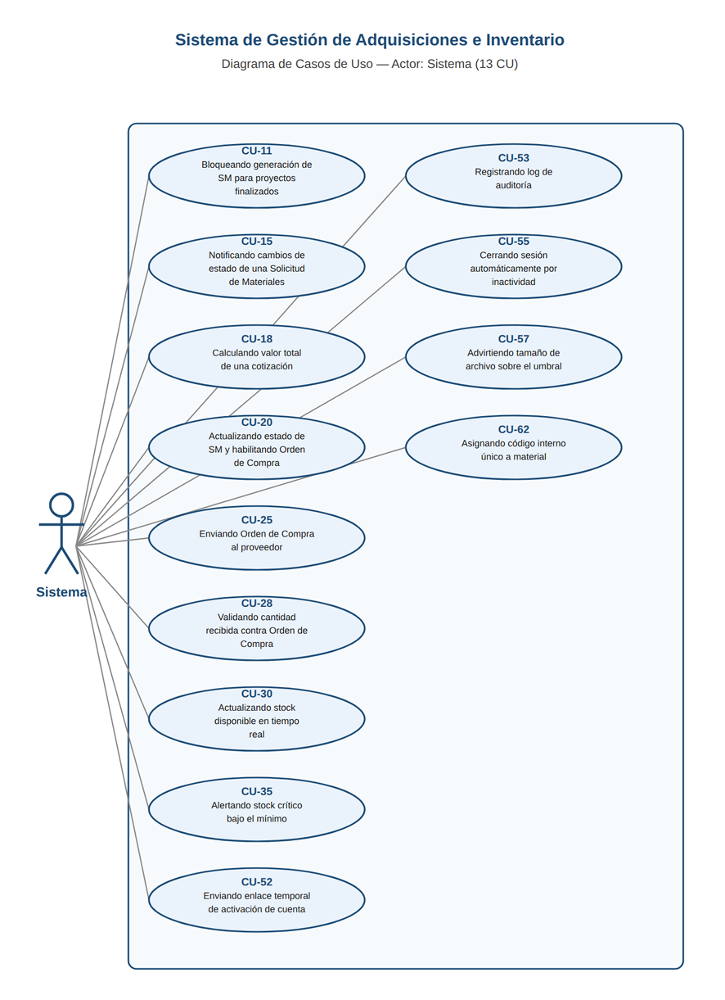 Sistema de Gestión de Adquisiciones e Inventario
Diagrama de Casos de Uso — Actor: Sistema (13 CU)
CU-11
Bloqueando generación de
SM para proyectos
finalizados
CU-15
Notificando cambios de
estado de una Solicitud
de Materiales
CU-18
Calculando valor total
de una cotización
CU-20
Actualizando estado de
SM y habilitando Orden
de Compra
CU-25
Enviando Orden de Compra
al proveedor
CU-28
Validando cantidad
recibida contra Orden de
Compra
CU-30
Actualizando stock
disponible en tiempo
real
CU-35
Alertando stock crítico
bajo el mínimo
CU-52
Enviando enlace temporal
de activación de cuenta
CU-53
Registrando log de
auditoría
CU-55
Cerrando sesión
automáticamente por
inactividad
CU-57
Advirtiendo tamaño de
archivo sobre el umbral
CU-62
Asignando código interno
único a material
Sistema